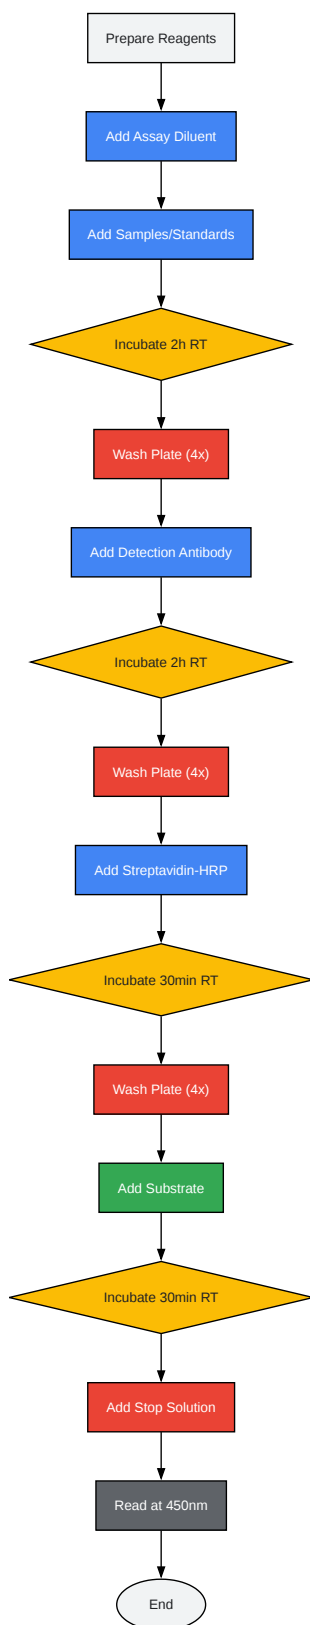 Prepare Reagents
Add Assay Diluent
Add Samples/Standards
Incubate 2h RT
Wash Plate (4x)
Add Detection Antibody
Incubate 2h RT
Wash Plate (4x)
Add Streptavidin-HRP
Incubate 30min RT
Wash Plate (4x)
Add Substrate
Incubate 30min RT
Add Stop Solution
Read at 450nm
End